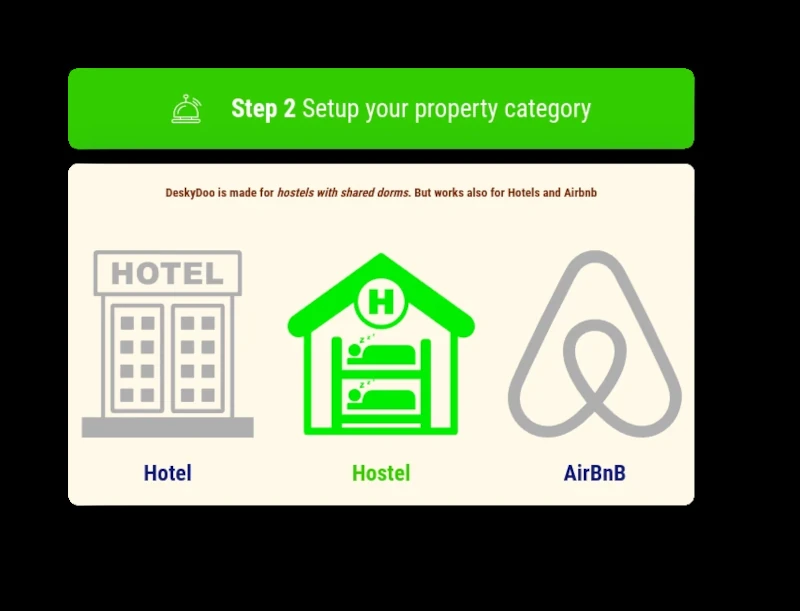 Step 2 Setup your property category
DeskyDoo is made for hostels with shared dorms. But works also for Hotels and Airbnb
HOTEL
H
z z z
z z z
Hotel
Hostel
AirBnB